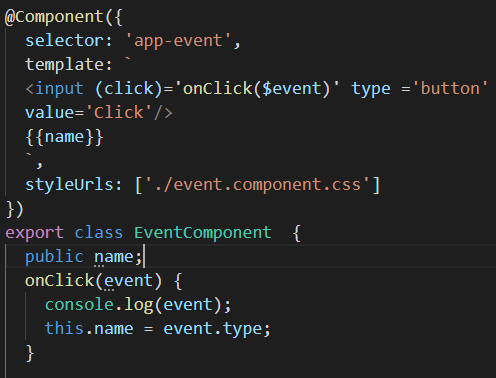 @Component({
  selector: 'app-event',
  template: `
  <input (click)='onClick($event)' type ='button'
  value='Click'/>
  {{name}}
  `,
  styleUrls: ['./event.component.css']
})
export class EventComponent  {
  public name;
  onClick(event) {
    console.log(event);
    this.name = event.type;
  }